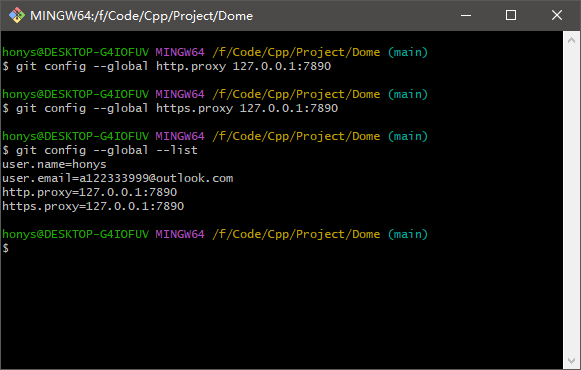 MINGW64:/f/Code/Cpp/Project/Dome
honys@DESKTOP-G4IOFUV MINGW64 /f/Code/Cpp/Project/Dome (main)
$ git config --global http.proxy 127.0.0.1:7890
honys@DESKTOP-G4IOFUV MINGW64 /f/Code/Cpp/Project/Dome (main)
$ git config --global https.proxy 127.0.0.1:7890
honys@DESKTOP-G4IOFUV MINGW64 /f/Code/Cpp/Project/Dome (main)
$ git config --global --list
user.name=honys
user.email=a122333999@outlook.com
http.proxy=127.0.0.1:7890
https.proxy=127.0.0.1:7890
honys@DESKTOP-G4IOFUV MINGW64 /f/Code/Cpp/Project/Dome (main)
$